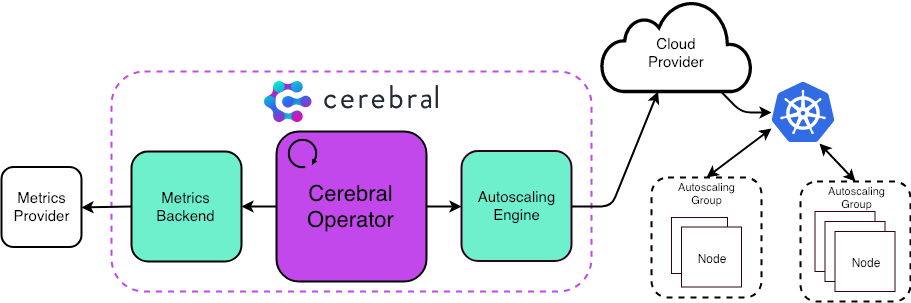 Cloud
Provider
cerebral
Metrics
Provider
Metrics
Backend
Cerebral
Operator
Autoscaling
Engine
Autoscaling
Group
Node
Autoscaling
Group
Node